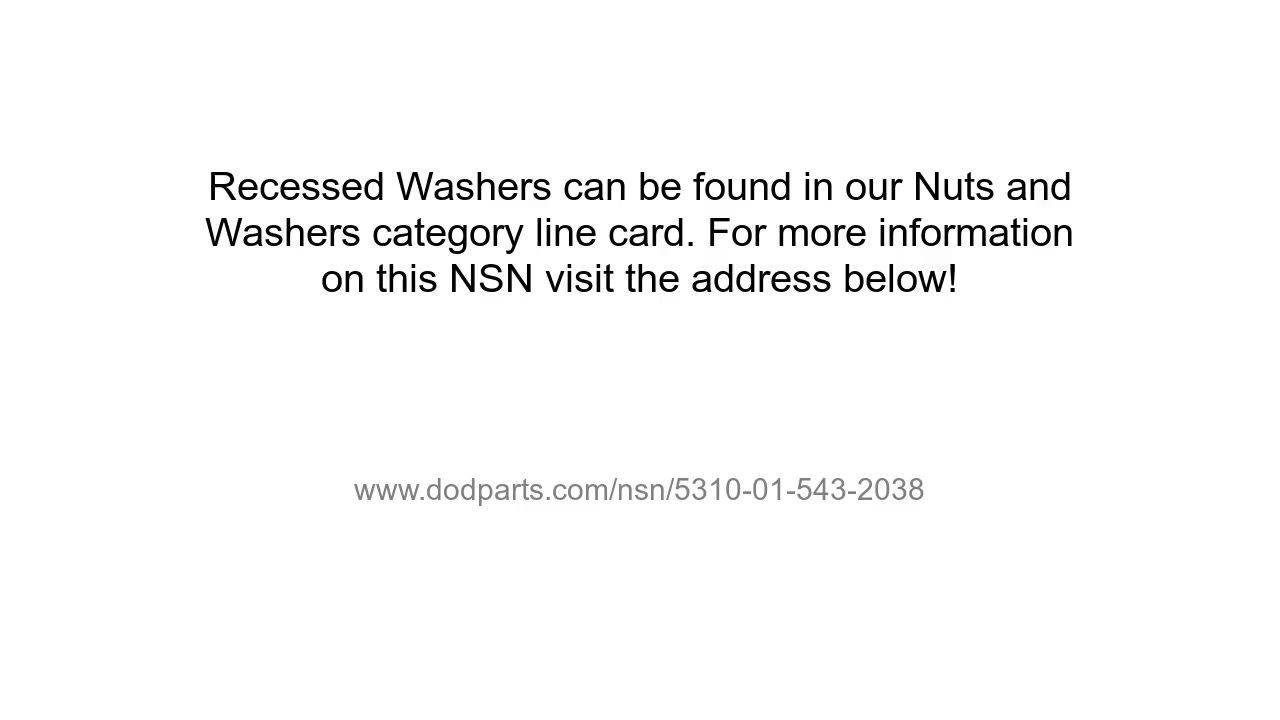 Recessed Washers can be found in our Nuts and
Washers category line card. For more information
on this NSN visit the address below!
www.dodparts.com/nsn/5310-01-543-2038